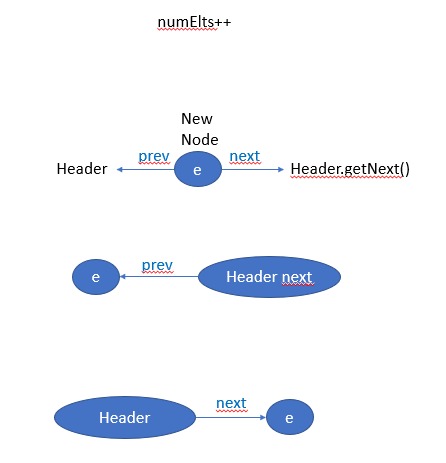 numElts++
New
Node
Header prev e next Header.getNext()
e prev Header next
Header next e